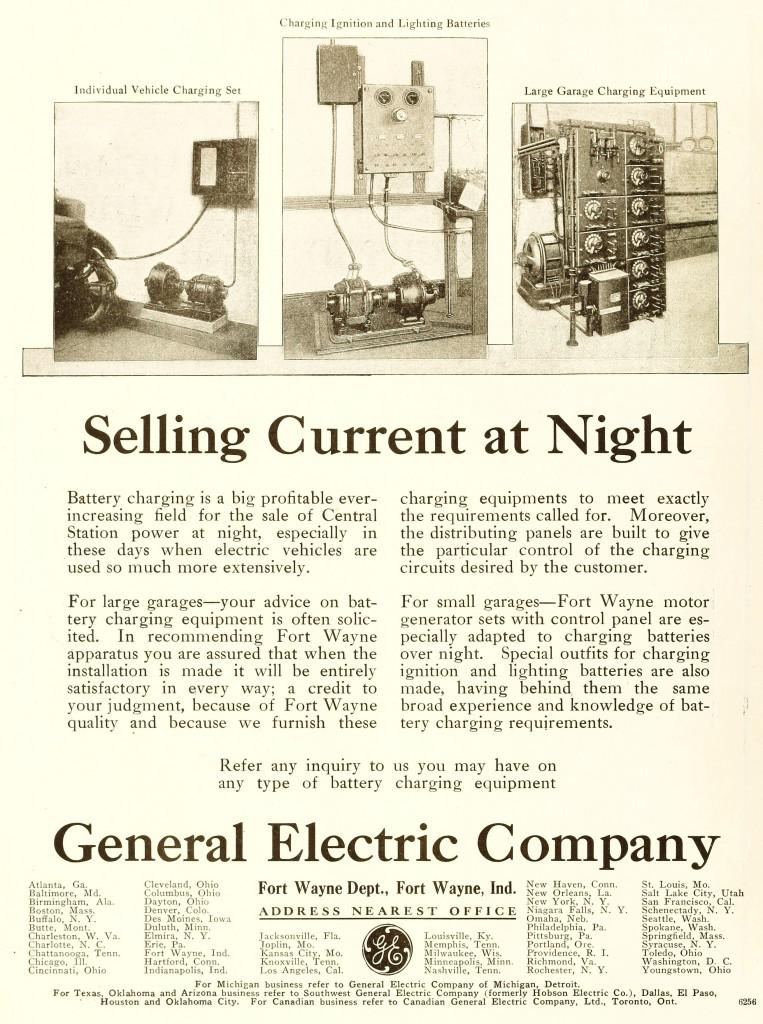 Charging Ignition and Lighting Batteries
Individual Vehicle Charging Set
Large Garage Charging Equipment
Selling Current at Night
Battery charging is a big profitable ever-
increasing field for the sale of Central
Station power at night, especially in
these days when electric vehicles are
used so much more extensively.
For large garages—your advice on bat-
tery charging equipment is often solic-
ited. In recommending Fort Wayne
apparatus you are assured that when the
installation is made it will be entirely
satisfactory in every way; a credit to
your judgment, because of Fort Wayne
quality and because we furnish these
charging equipments to meet exactly
the requirements called for. Moreover,
the distributing panels are built to give
the particular control of the charging
circuits desired by the customer.
For small garages—Fort Wayne motor
generator sets with control panel are es-
pecially adapted to charging batteries
over night. Special outfits for charging
ignition and lighting batteries are also
made, having behind them the same
broad experience and knowledge of bat-
tery charging requirements.
Refer any inquiry to us you may have on
any type of battery charging equipment
General Electric Company
Fort Wayne Dept., Fort Wayne, Ind.
ADDRESS NEAREST OFFICE
Atlanta, Ga.
Baltimore, Md.
Birmingham, Ala.
Boston, Mass.
Buffalo, N. Y.
Butte, Mont.
Charleston, W. Va.
Charlotte, N. C.
Chattanooga, Tenn.
Chicago, Ill.
Cincinnati, Ohio
Cleveland, Ohio
Columbus, Ohio
Dayton, Ohio
Denver, Colo.
Des Moines, Iowa
Duluth, Minn.
Elmira, N. Y.
Erie, Pa.
Fort Wayne, Ind.
Hartford, Conn.
Indianapolis, Ind.
Jacksonville, Fla.
Joplin, Mo.
Kansas City, Mo.
Knoxville, Tenn.
Los Angeles, Cal.
GE
Louisville, Ky.
Memphis, Tenn.
Milwaukee, Wis.
Minneapolis, Minn.
Nashville, Tenn.
New Haven, Conn.
New Orleans, La.
New York, N. Y.
Niagara Falls, N. Y.
Omaha, Neb.
Philadelphia, Pa.
Pittsburg, Pa.
Portland, Ore.
Providence, R. I.
Richmond, Va.
Rochester, N. Y.
St. Louis, Mo.
Salt Lake City, Utah
San Francisco, Cal.
Schenectady, N. Y.
Seattle, Wash.
Spokane, Wash.
Springfield, Mass.
Syracuse, N. Y.
Toledo, Ohio
Washington, D. C.
Youngstown, Ohio
For Michigan business refer to General Electric Company of Michigan, Detroit.
For Texas, Oklahoma and Arizona business refer to Southwest General Electric Company (formerly Hobson Electric Co.), Dallas, El Paso,
Houston and Oklahoma City. For Canadian business refer to Canadian General Electric Company, Ltd., Toronto, Ont.
6256